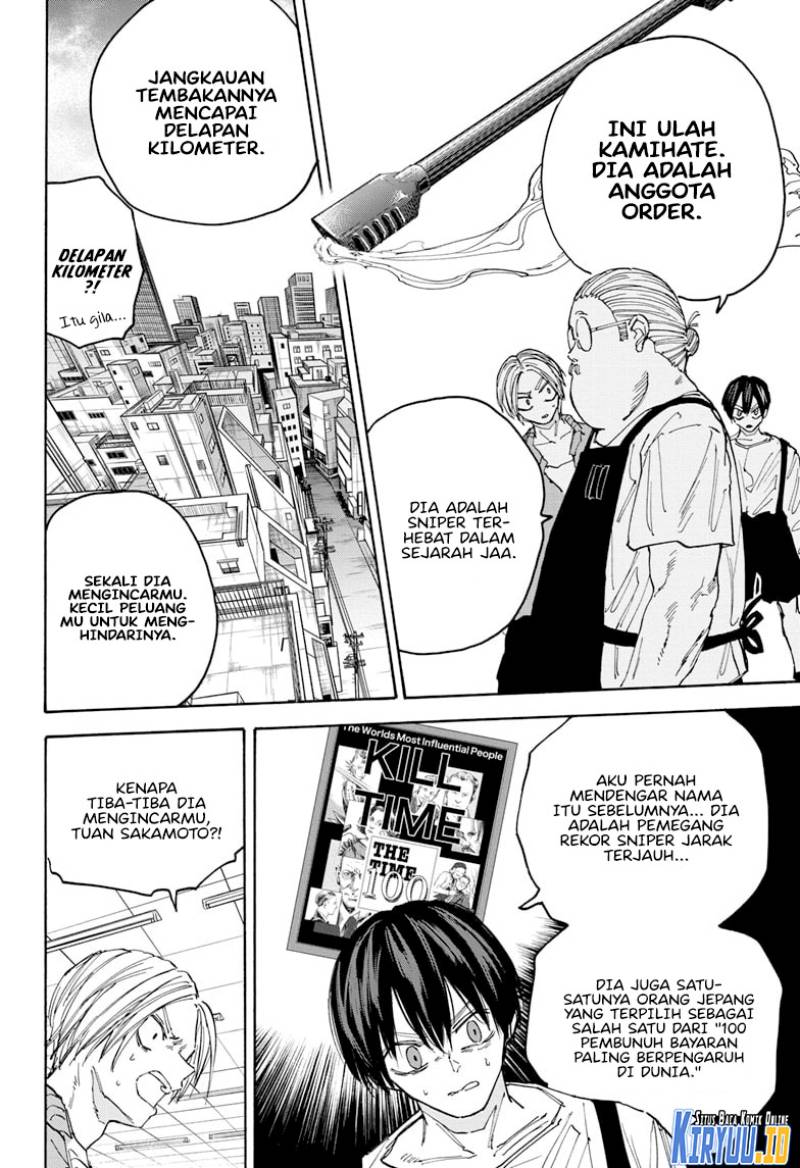 INI ULAH
KAMIHATE.
DIA ADALAH
ANGGOTA
ORDER.
DIA ADALAH
SNIPER TER-
HEBAT DALAM
SEJARAH JAA.
JANGKAUAN
TEMBAKANNYA
MENCAPAI
DELAPAN
KILOMETER.
DELAPAN
KILOMETER
?!
Itu gila...
SEKALI DIA
MENGINCARMU.
KECIL PELUANG
MU UNTUK MENG-
HINDARINYA.
AKU PERNAH
MENDENGAR NAMA
ITU SEBELUMNYA... DIA
ADALAH PEMEGANG
REKOR SNIPER JARAK
TERJAUH...
The Worlds Most Influential People
KILL
TIME
THE
TIME
100
DIA JUGA SATU-
SATUNYA ORANG JEPANG
YANG TERPILIH SEBAGAI
SALAH SATU DARI "100
PEMBUNUH BAYARAN
PALING BERPENGARUH
DI DUNIA."
KENAPA
TIBA-TIBA DIA
MENGINCARMU,
TUAN SAKAMOTO?!
SITUS BACA KOMIK ONLINE
KIRYUU.ID